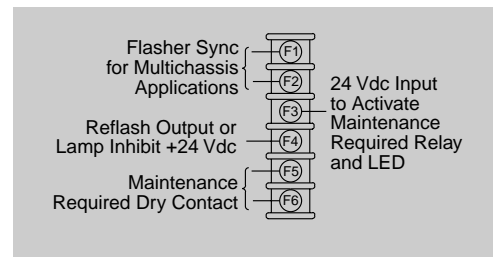 Flasher Sync
for Multichassis
Applications
F1
F2
F3
24 Vdc Input
to Activate
Maintenance
Required Relay
and LED
Reflash Output or
Lamp Inhibit +24 Vdc
F4
Maintenance
Required Dry Contact
F5
F6